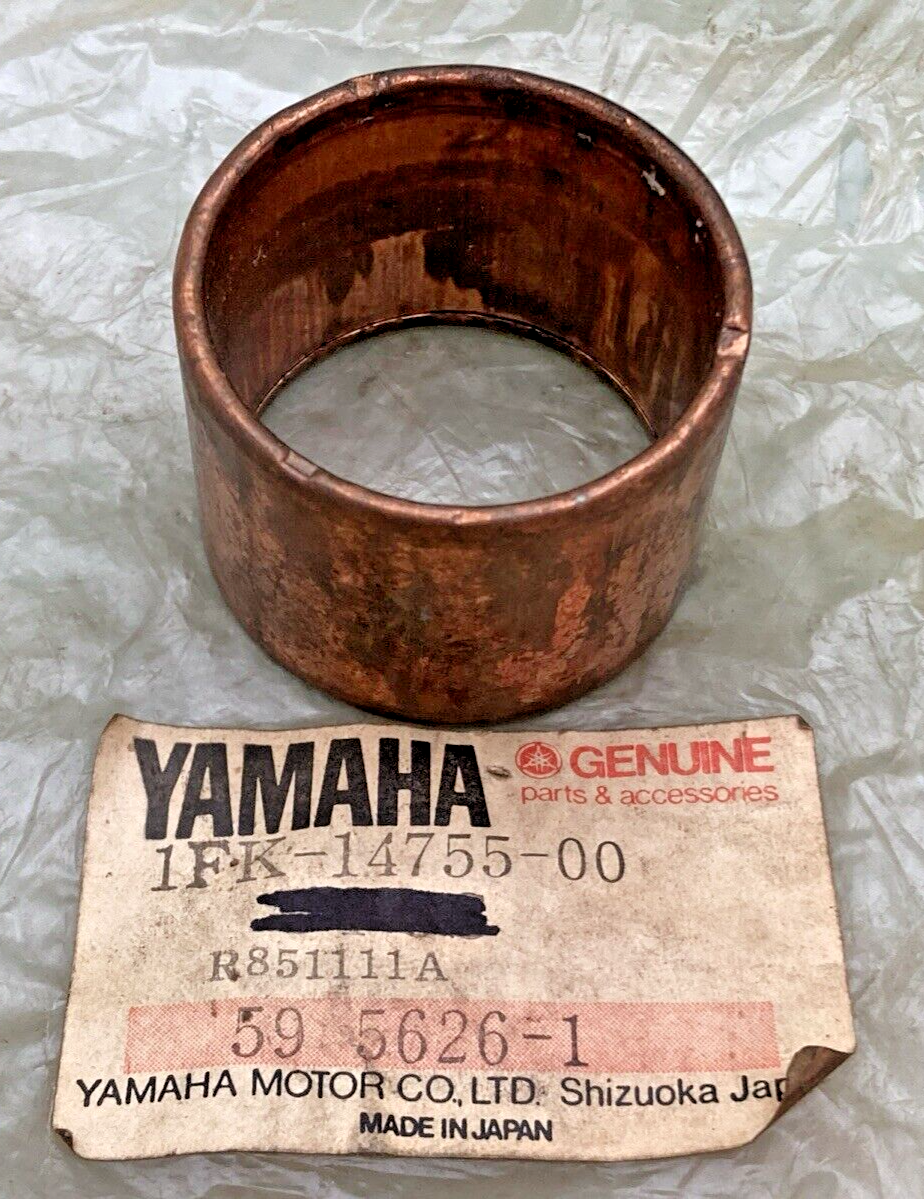 YAMAHA GENUINE
parts & accessories
1FK-14755-00
R851111A
59 5626-1
YAMAHA MOTOR CO., LTD. Shizuoka Jap
MADE IN JAPAN